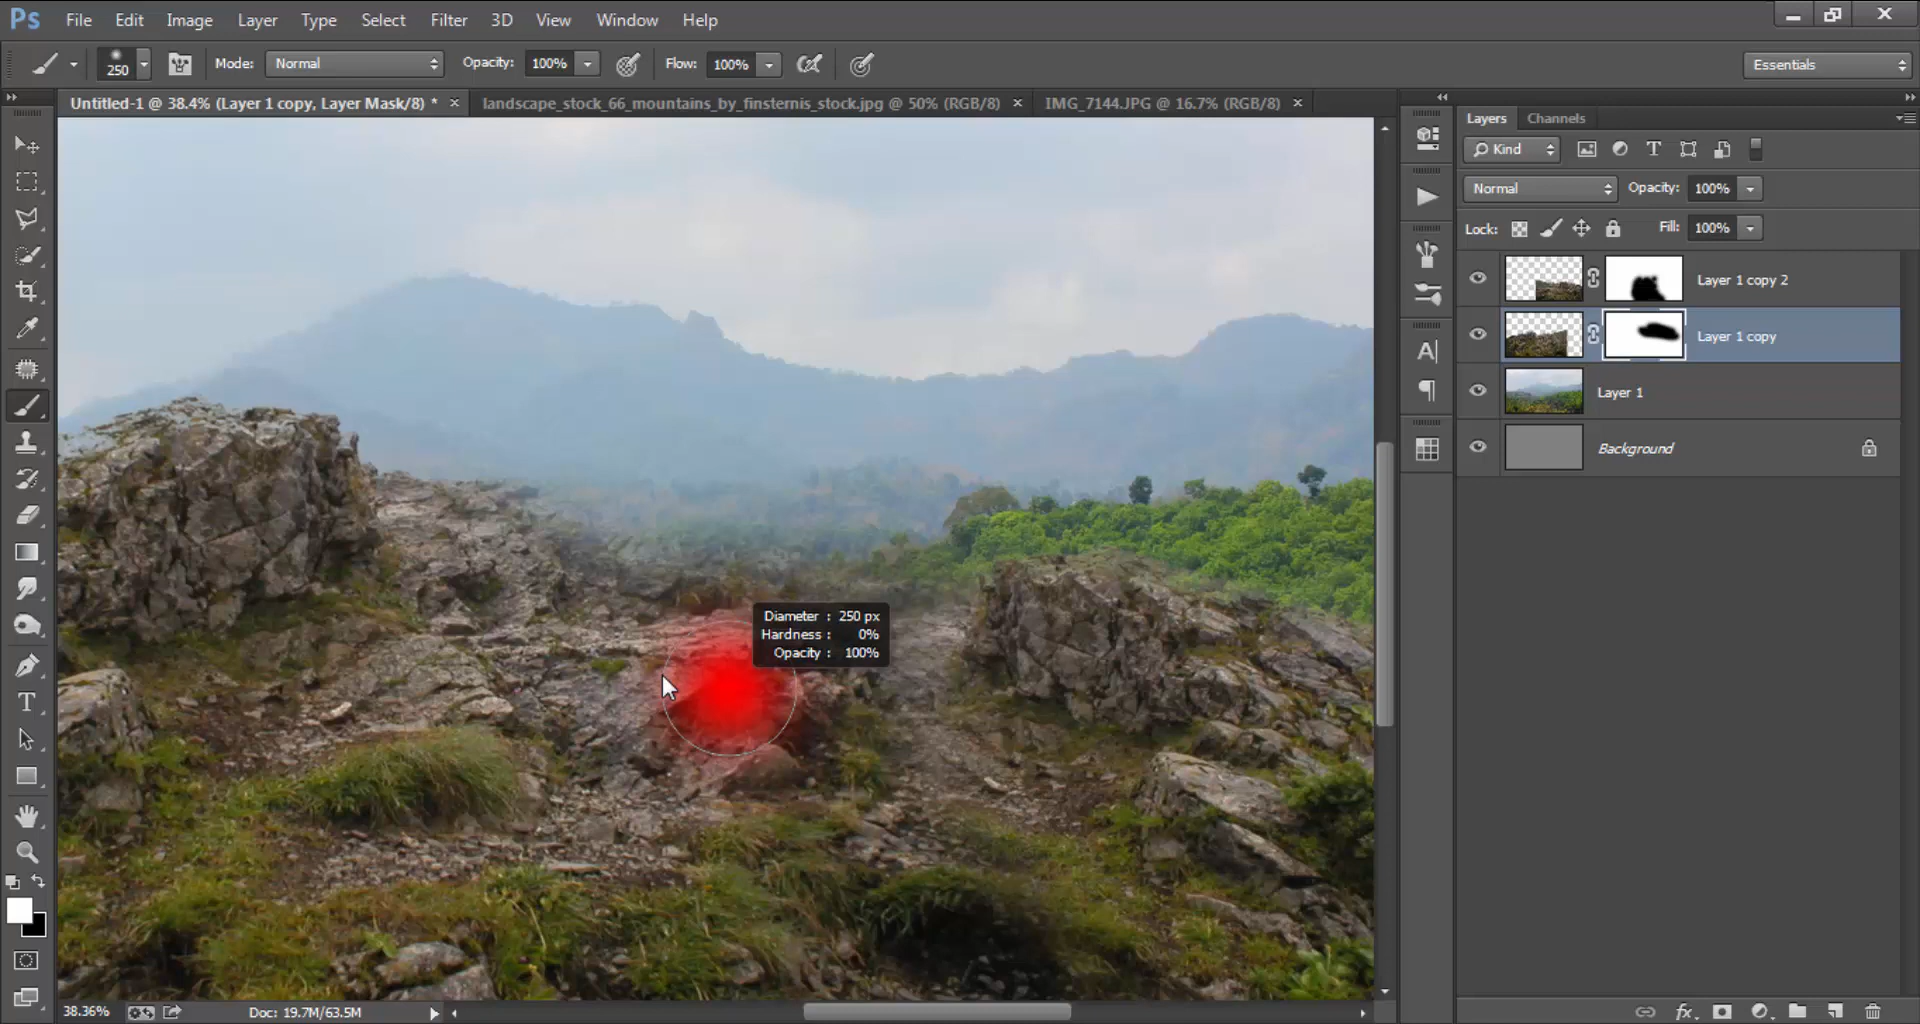 Ps File Edit Image Layer Type Select Filter 3D View Window Help
250 Mode: Normal Opacity: 100% Flow: 100% Essentials
Untitled-1 @ 38.4% (Layer 1 copy, Layer Mask/8) * × landscape_stock_66_mountains_by_finsternis_stock.jpg @ 50% (RGB/8) × IMG_7144.JPG @ 16.7% (RGB/8) ×
Layers Channels
Kind
Normal Opacity: 100%
Lock: Fill: 100%
Layer 1 copy 2
Layer 1 copy
Layer 1
Background
Diameter : 250 px
Hardness : 0%
Opacity : 100%
38.36% Doc: 19.7M/63.5M